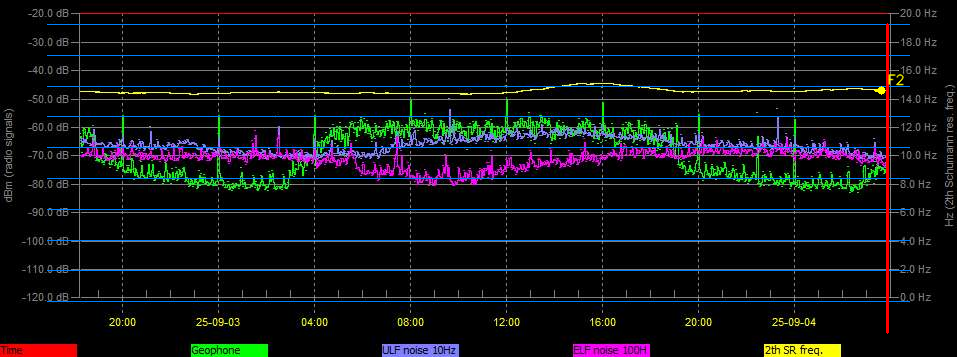 -20.0 dB 20.0 Hz
-30.0 dB 18.0 Hz
-40.0 dB 16.0 Hz
F2
-50.0 dB 14.0 Hz
-60.0 dB 12.0 Hz
-70.0 dB 10.0 Hz
-80.0 dB 8.0 Hz
-90.0 dB 6.0 Hz
-100.0 dB 4.0 Hz
-110.0 dB 2.0 Hz
-120.0 dB 0.0 Hz
dBm (radio signals)
Hz (2th Schumann res. freq.)
20:00 25-09-03 04:00 08:00 12:00 16:00 20:00 25-09-04
Time Geophone ULF noise 10Hz ELF noise 100H 2th SR freq.